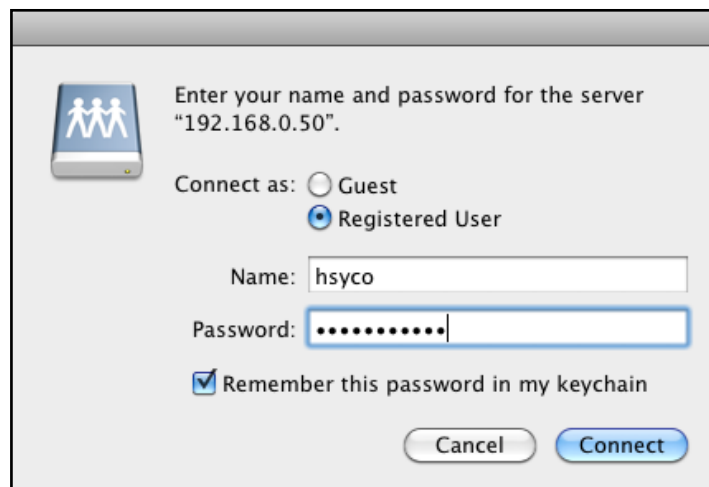 Enter your name and password for the server
“192.168.0.50”.
Connect as: Guest
Registered User
Name: hsyco
Password: •••••••••••
Remember this password in my keychain
Cancel Connect